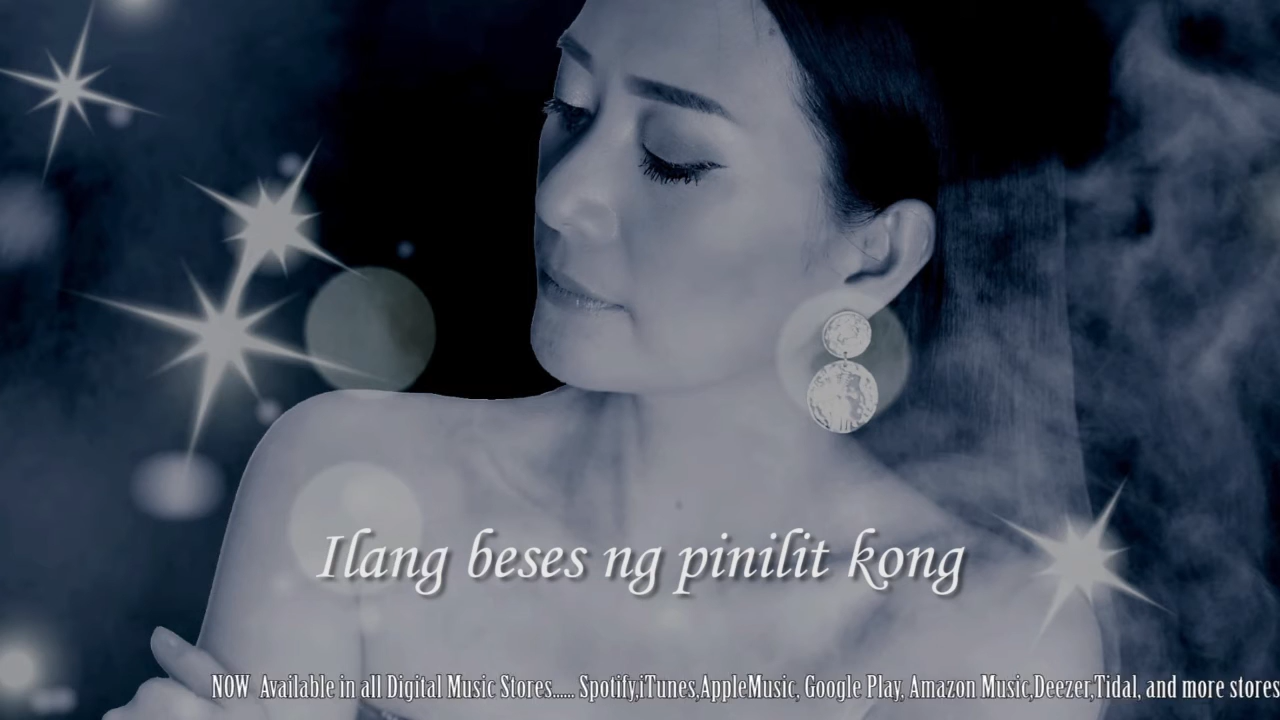 Ilang beses ng pinilit kong
NOW Available in all Digital Music Stores...... Spotify,iTunes,AppleMusic, Google Play, Amazon Music,Deezer,Tidal, and more stores